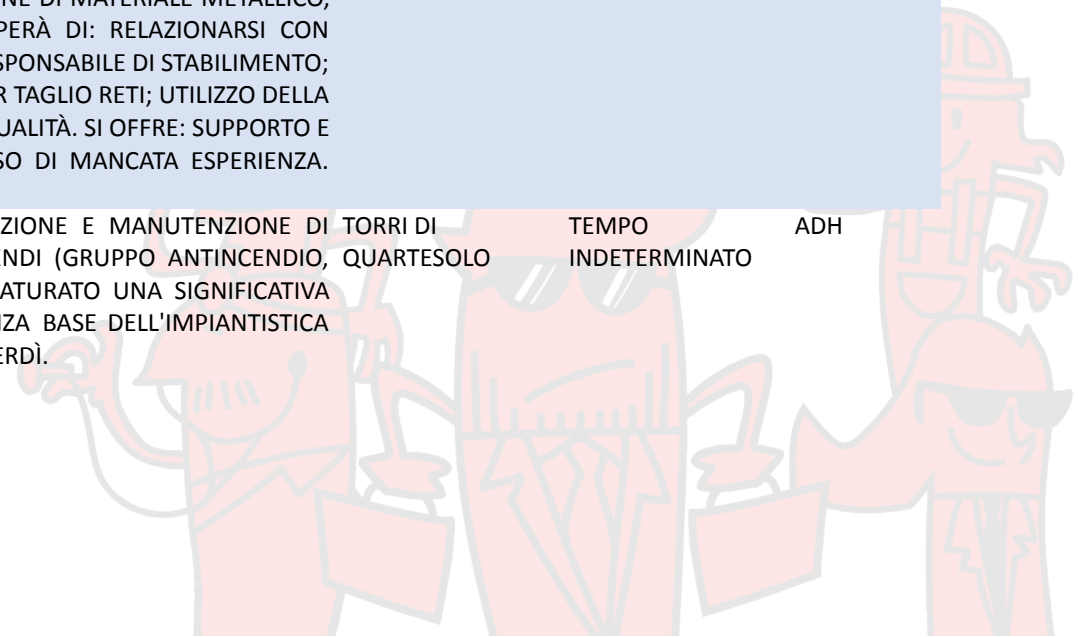 NE DI MATERIALE METALLICO,
PERÀ DI: RELAZIONARSI CON
SPONSABILE DI STABILIMENTO;
R TAGLIO RETI; UTILIZZO DELLA
UALITÀ. SI OFFRE: SUPPORTO E
SO DI MANCATA ESPERIENZA.
ZIONE E MANUTENZIONE DI TORRI DI TEMPO ADH
NDI (GRUPPO ANTINCENDIO, QUARTESOLO INDETERMINATO
ATURATO UNA SIGNIFICATIVA
ZA BASE DELL'IMPIANTISTICA
ERDÌ.